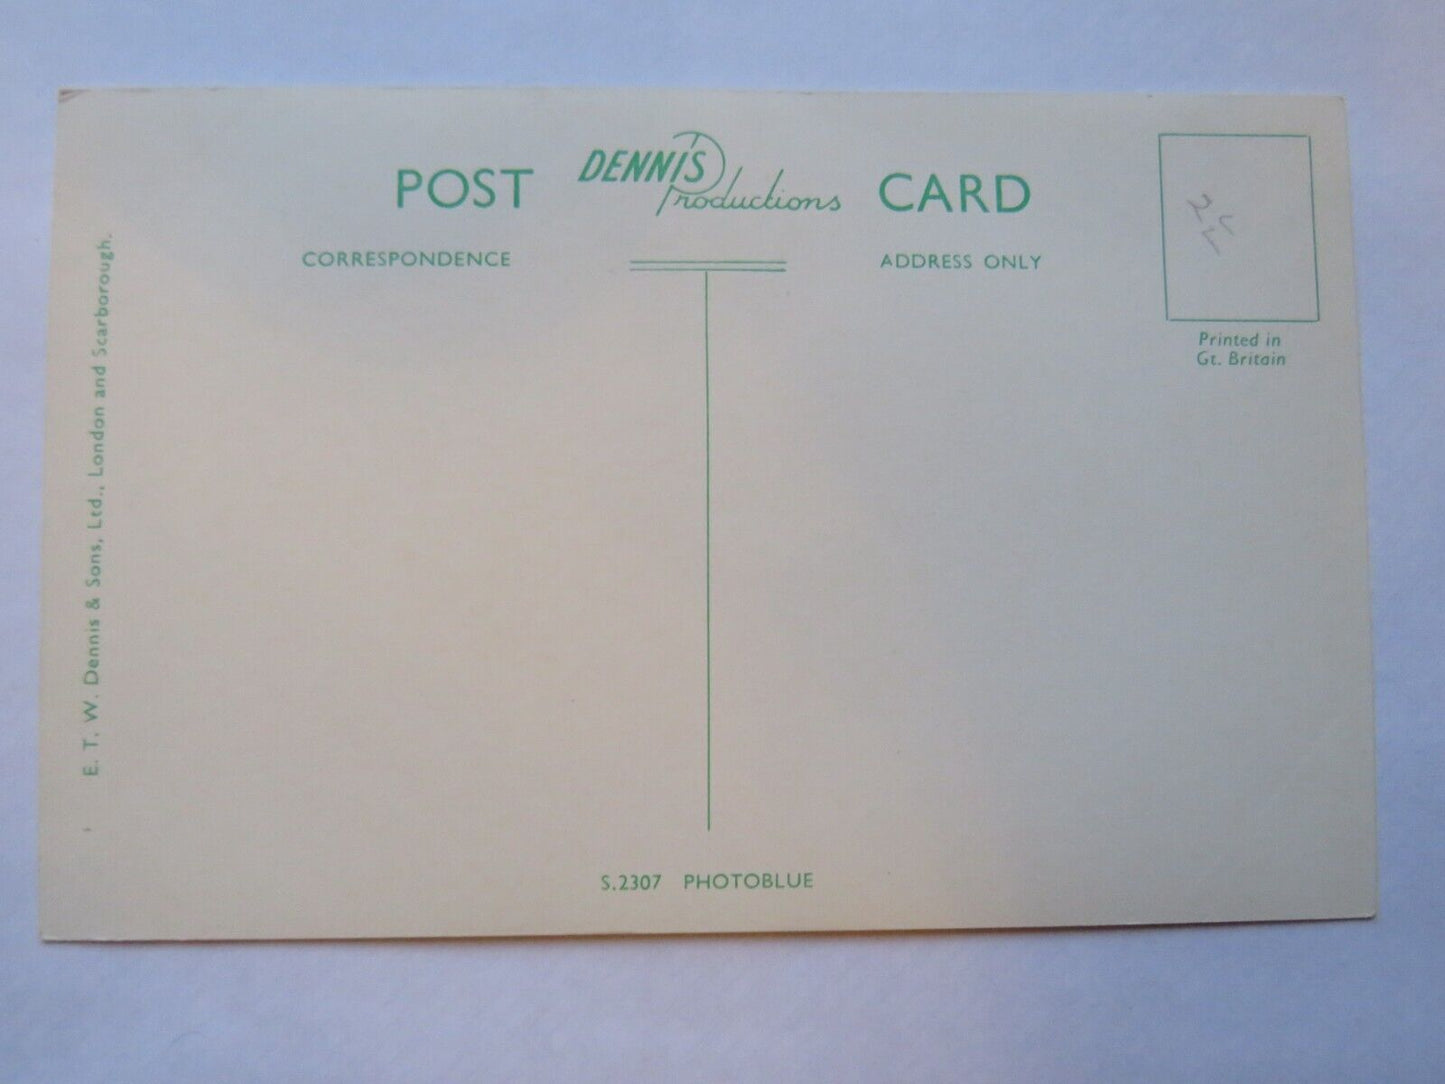 POST DENNIS Productions CARD
CORRESPONDENCE
ADDRESS ONLY
Printed in
Gt. Britain
E. T. W. Dennis & Sons, Ltd., London and Scarborough.
S.2307 PHOTOBLUE